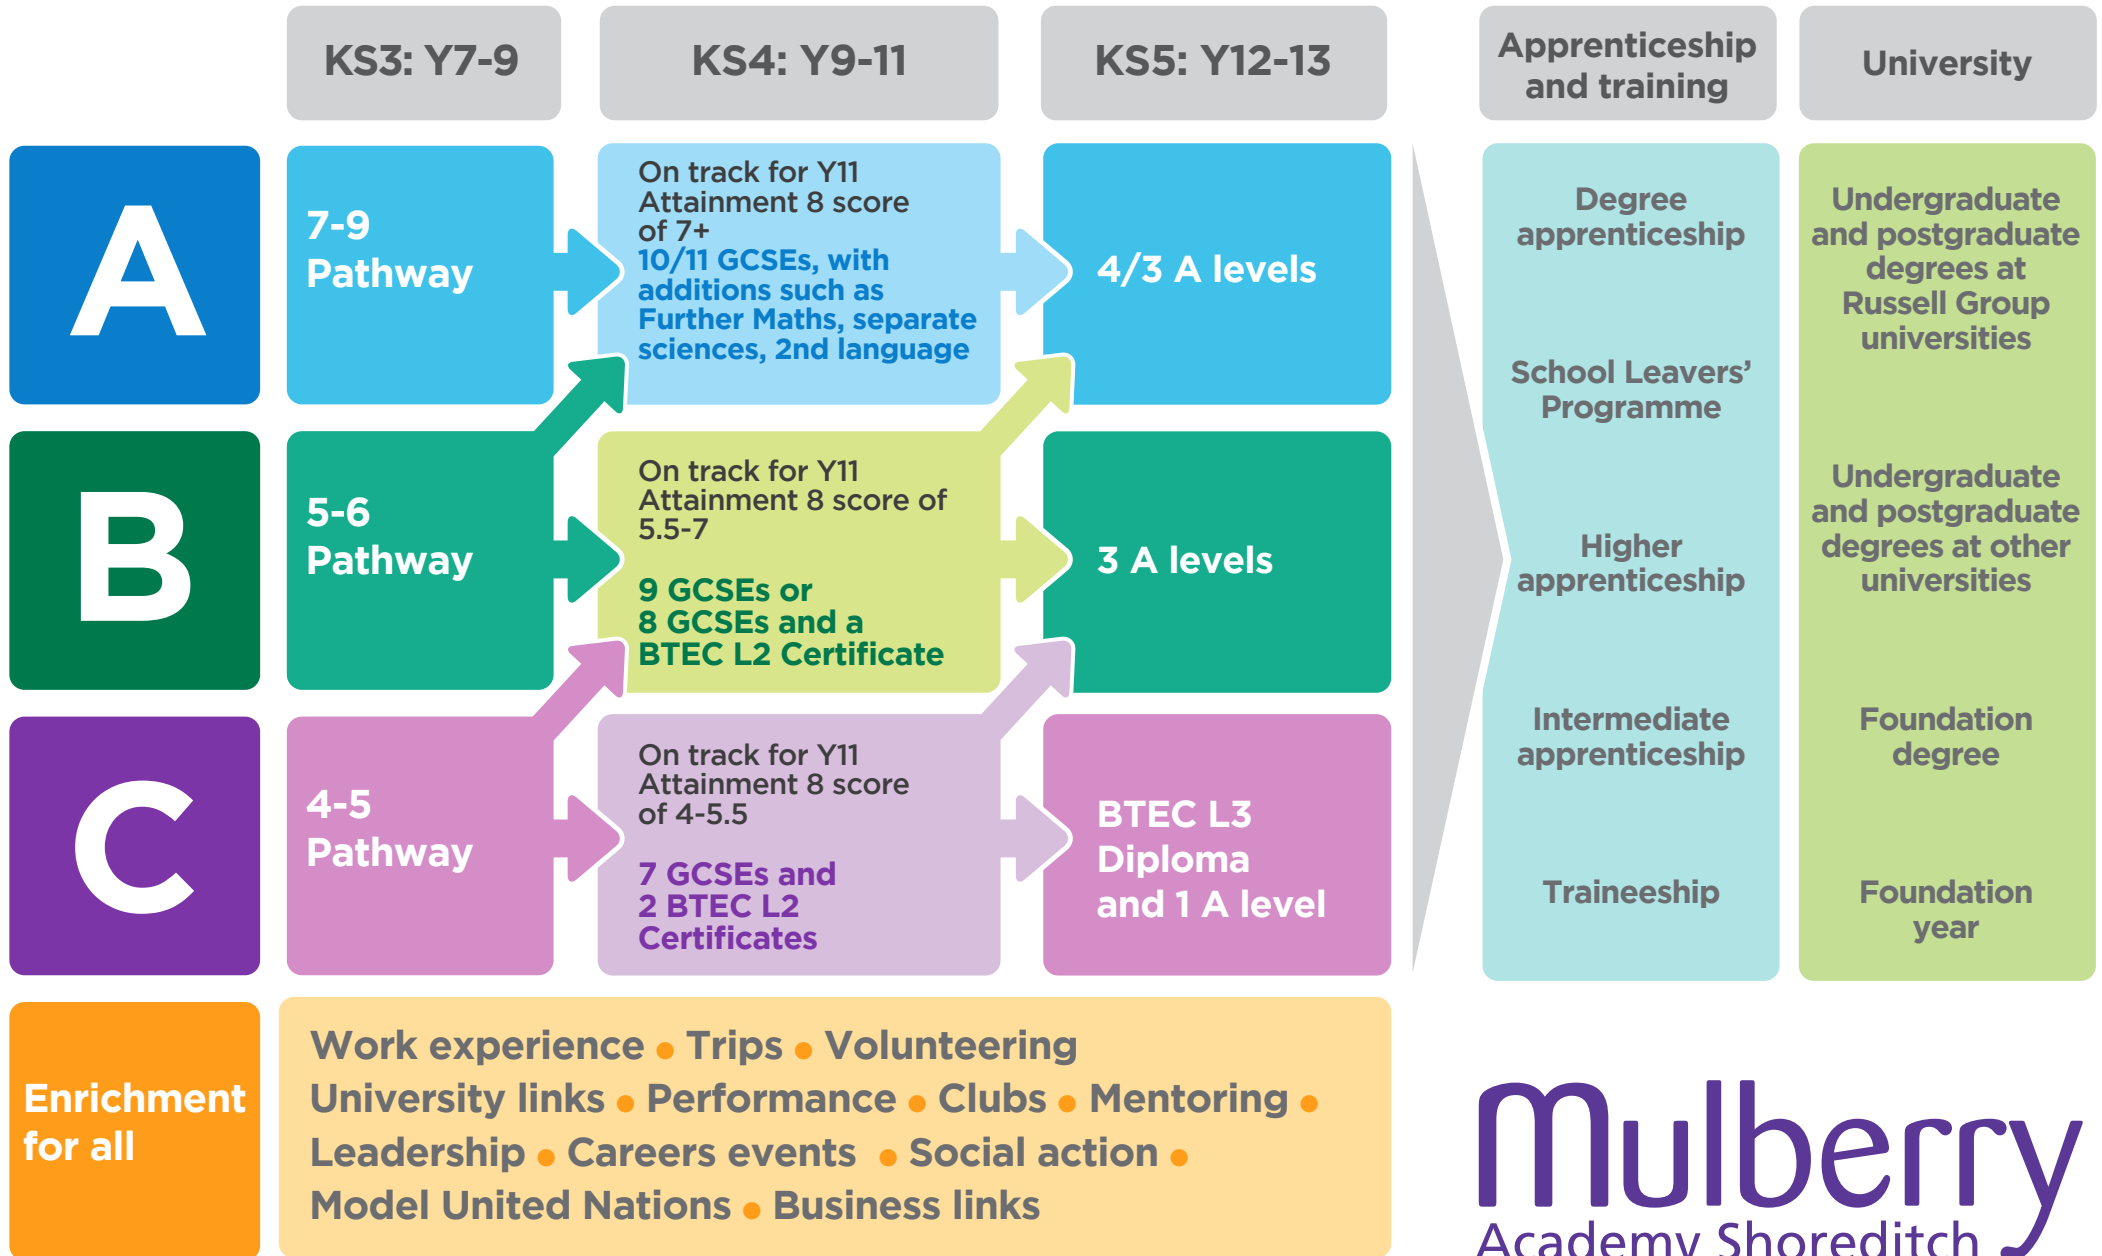 KS3: Y7-9
KS4: Y9-11
KS5: Y12-13
Apprenticeship
and training
University
A
7-9
Pathway
On track for Y11
Attainment 8 score
of 7+
10/11 GCSEs, with
additions such as
Further Maths, separate
sciences, 2nd language
4/3 A levels
B
5-6
Pathway
On track for Y11
Attainment 8 score of
5.5-7
9 GCSEs or
8 GCSEs and a
BTEC L2 Certificate
3 A levels
C
4-5
Pathway
On track for Y11
Attainment 8 score
of 4-5.5
7 GCSEs and
2 BTEC L2
Certificates
BTEC L3
Diploma
and 1 A level
Degree
apprenticeship
School Leavers’
Programme
Higher
apprenticeship
Intermediate
apprenticeship
Traineeship
Undergraduate
and postgraduate
degrees at
Russell Group
universities
Undergraduate
and postgraduate
degrees at other
universities
Foundation
degree
Foundation
year
Enrichment
for all
Work experience • Trips • Volunteering
University links • Performance • Clubs • Mentoring •
Leadership • Careers events • Social action •
Model United Nations • Business links
Mulberry
Academy Shoreditch